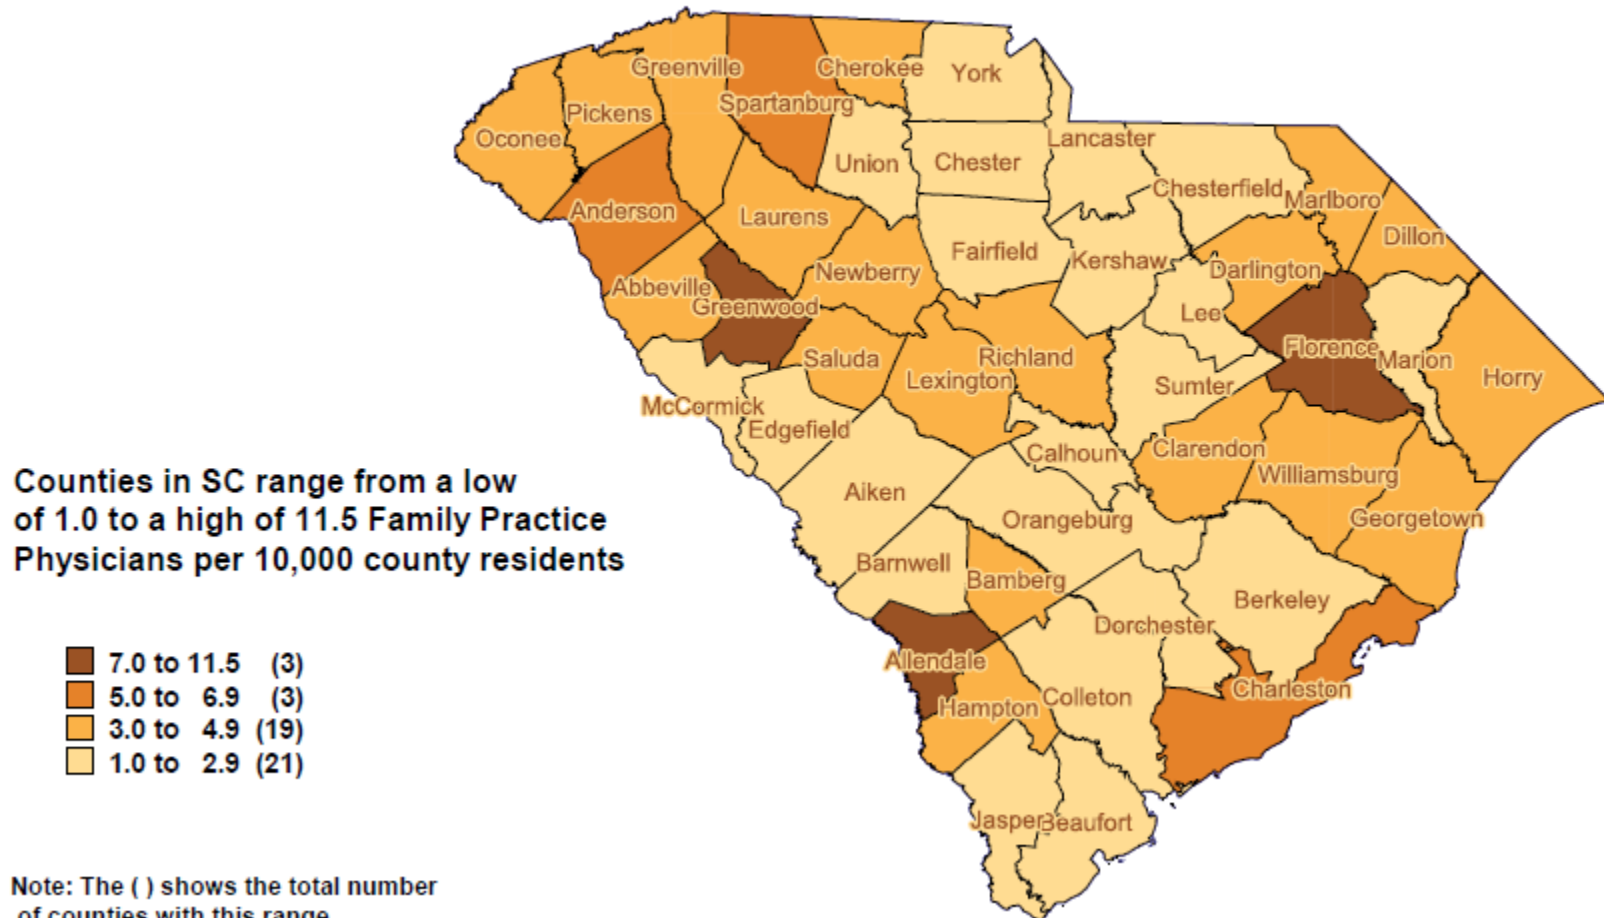 Greenville
Cherokee
York
Pickens
Spartanburg
Oconee
Lancaster
Union
Chester
Chesterfield
Marlboro
Anderson
Laurens
Dillon
Fairfield
Kershaw
Darlington
Newberry
Abbeville
Greenwood
Lee
Florence
Marion
Saluda
Richland
Lexington
Sumter
Horry
McCormick
Edgefield
Calhoun
Clarendon
Williamsburg
Aiken
Orangeburg
Georgetown
Barnwell
Bamberg
Berkeley
Dorchester
Allendale
Charleston
Hampton
Colleton
Jasper
Beaufort
Counties in SC range from a low
of 1.0 to a high of 11.5 Family Practice
Physicians per 10,000 county residents
7.0 to 11.5 (3)
5.0 to 6.9 (3)
3.0 to 4.9 (19)
1.0 to 2.9 (21)
Note: The ( ) shows the total number
of counties with this range